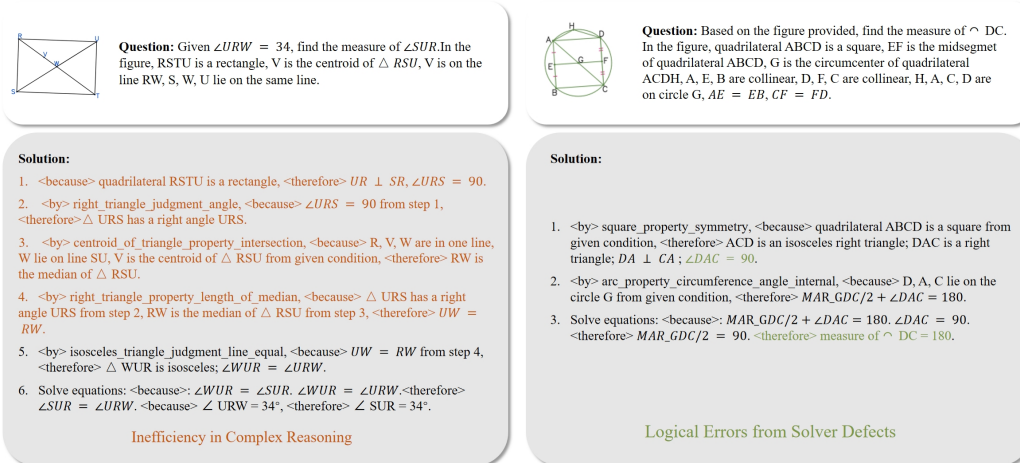 R
U
V
W
S
T
Question: Given ∠URW = 34, find the measure of ∠SUR.In the
figure, RSTU is a rectangle, V is the centroid of △ RSU, V is on the
line RW, S, W, U lie on the same line.
Solution:
1. <because> quadrilateral RSTU is a rectangle, <therefore> UR ⊥ SR, ∠URS = 90.
2. <by> right_triangle_judgment_angle, <because> ∠URS = 90 from step 1,
<therefore>△ URS has a right angle URS.
3. <by> centroid_of_triangle_property_intersection, <because> R, V, W are in one line,
W lie on line SU, V is the centroid of △ RSU from given condition, <therefore> RW is
the median of △ RSU.
4. <by> right_triangle_property_length_of_median, <because> △ URS has a right
angle URS from step 2, RW is the median of △ RSU from step 3, <therefore> UW =
RW.
5. <by> isosceles_triangle_judgment_line_equal, <because> UW = RW from step 4,
<therefore> △ WUR is isosceles; ∠WUR = ∠URW.
6. Solve equations: <because>: ∠WUR = ∠SUR. ∠WUR = ∠URW.<therefore>
∠SUR = ∠URW. <because> ∠ URW = 34°, <therefore> ∠ SUR = 34°.
Inefficiency in Complex Reasoning
H
A
D
G
E
F
B
C
Question: Based on the figure provided, find the measure of ⌒ DC.
In the figure, quadrilateral ABCD is a square, EF is the midsegmet
of quadrilateral ABCD, G is the circumcenter of quadrilateral
ACDH, A, E, B are collinear, D, F, C are collinear, H, A, C, D are
on circle G, AE = EB, CF = FD.
Solution:
1. <by> square_property_symmetry, <because> quadrilateral ABCD is a square from
given condition, <therefore> ACD is an isosceles right triangle; DAC is a right
triangle; DA ⊥ CA ; ∠DAC = 90.
2. <by> arc_property_circumference_angle_internal, <because> D, A, C lie on the
circle G from given condition, <therefore> MAR_GDC/2 + ∠DAC = 180.
3. Solve equations: <because>: MAR_GDC/2 + ∠DAC = 180. ∠DAC = 90.
<therefore> MAR_GDC/2 = 90. <therefore> measure of ⌒ DC = 180.
Logical Errors from Solver Defects